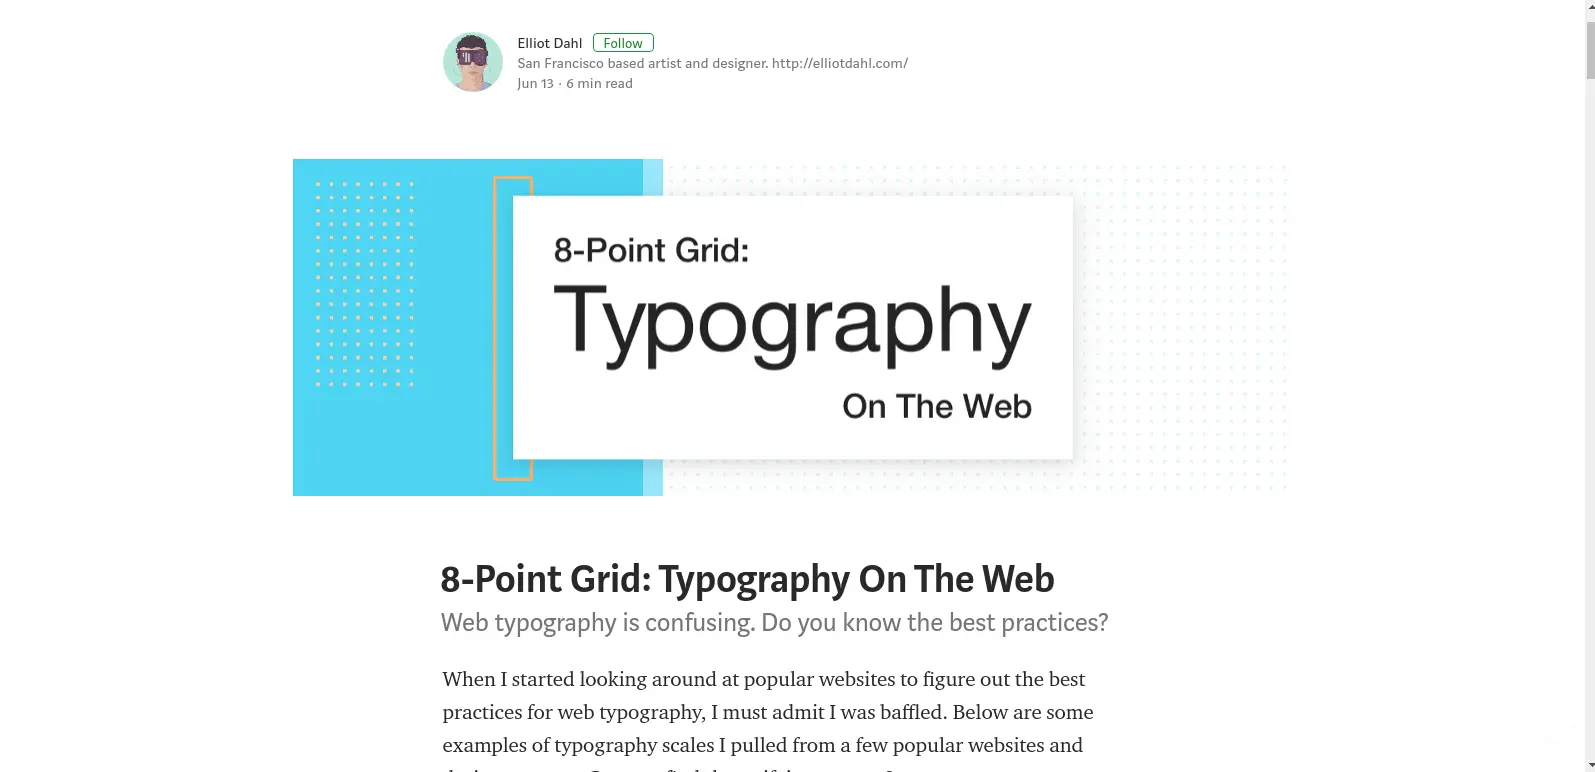 Elliot Dahl Follow
San Francisco based artist and designer. http://elliotdahl.com/
Jun 13 · 6 min read
8-Point Grid:
Typography
On The Web
8-Point Grid: Typography On The Web
Web typography is confusing. Do you know the best practices?
When I started looking around at popular websites to figure out the best
practices for web typography, I must admit I was baffled. Below are some
examples of typography scales I pulled from a few popular websites and